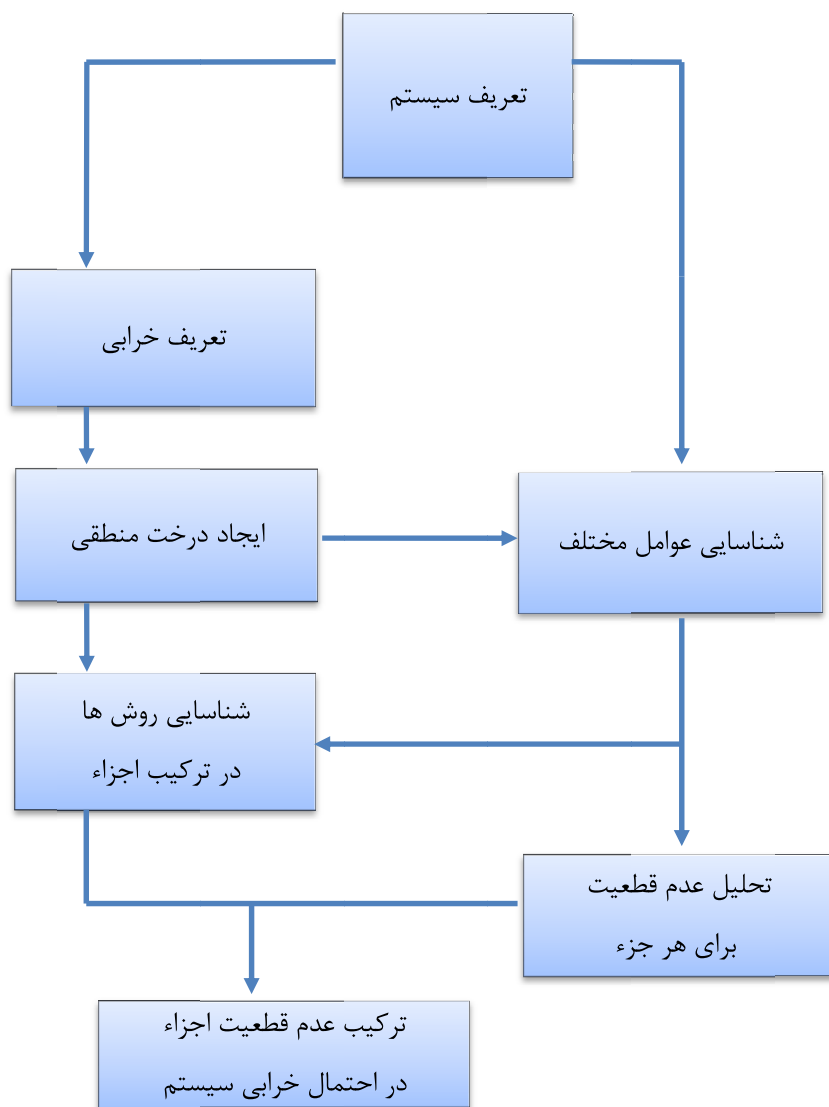 تعریف سیستم
تعریف خرابی
ایجاد درخت منطقی
شناسایی عوامل مختلف
شناسایی روش ها
در ترکیب اجزاء
تحلیل عدم قطعیت
برای هر جزء
ترکیب عدم قطعیت اجزاء
در احتمال خرابی سیستم